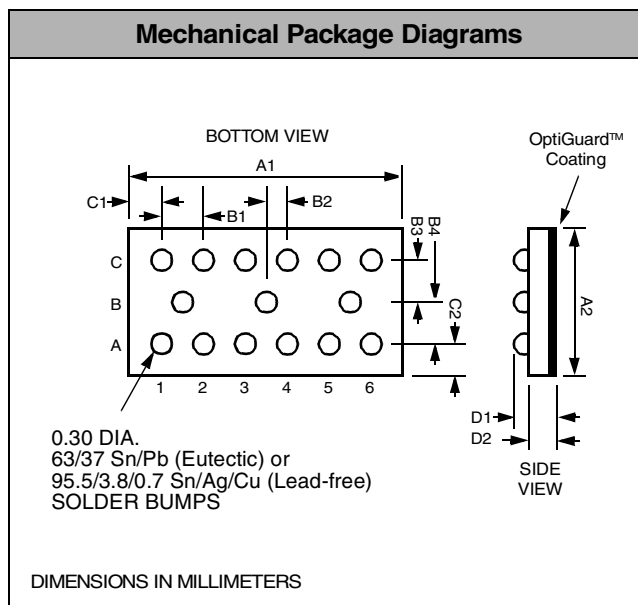 Mechanical Package Diagrams
BOTTOM VIEW
OptiGuard™
Coating
A1
C1
B1
B2
B3
B4
C
B
A
C2
A2
1 2 3 4 5 6
D1
D2
SIDE
VIEW
0.30 DIA.
63/37 Sn/Pb (Eutectic) or
95.5/3.8/0.7 Sn/Ag/Cu (Lead-free)
SOLDER BUMPS
DIMENSIONS IN MILLIMETERS